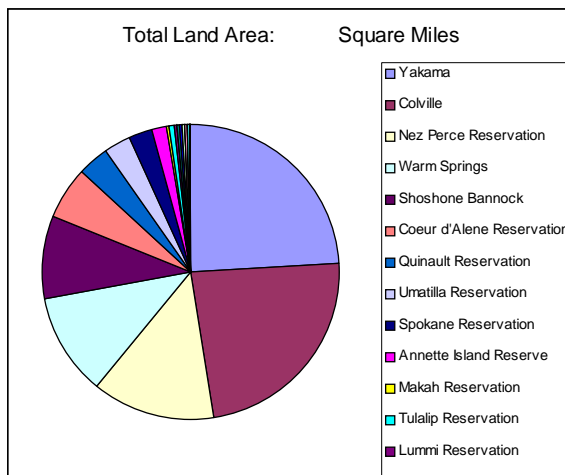 Total Land Area: Square Miles
Yakama
Colville
Nez Perce Reservation
Warm Springs
Shoshone Bannock
Coeur d'Alene Reservation
Quinault Reservation
Umatilla Reservation
Spokane Reservation
Annette Island Reserve
Makah Reservation
Tulalip Reservation
Lummi Reservation